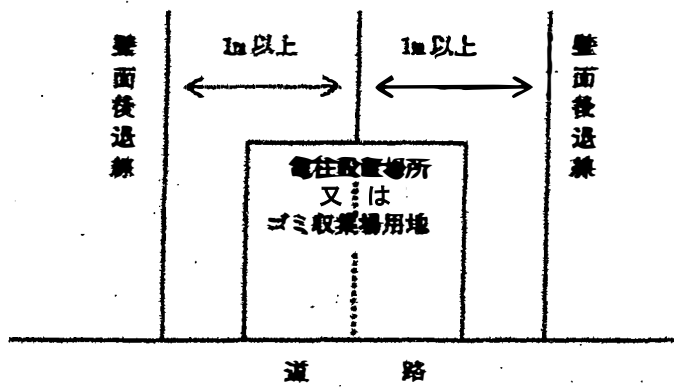 壁面後退線
1m以上
1m以上
壁面後退線
電柱設置場所
又は
ゴミ収集場用地
道路